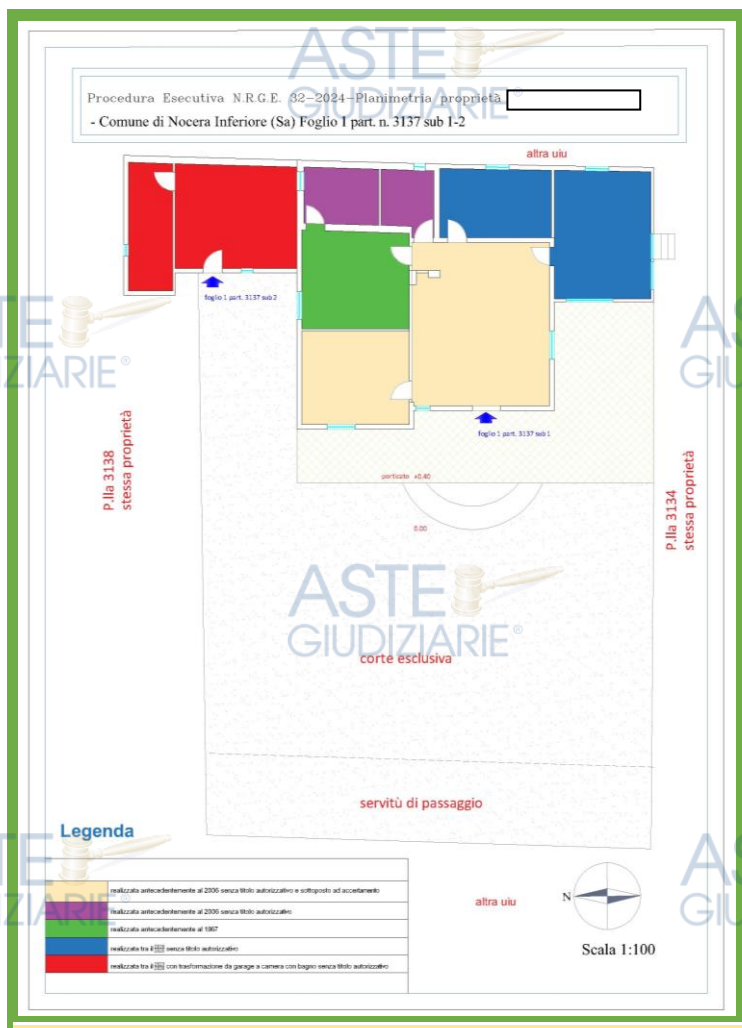 ASTE
GIUDIZIARIE®
Procedura Esecutiva N.R.G.E. 32-2024-Planimetria proprietà
- Comune di Nocera Inferiore (Sa) Foglio 1 part. n. 3137 sub 1-2
altra uiu
foglio 1 part. 3137 sub 2
foglio 1 part. 3137 sub 1
P.lla 3138
stessa proprietà
P.lla 3134
stessa proprietà
porticato +0.40
0.00
ASTE
GIUDIZIARIE®
corte esclusiva
servitù di passaggio
Legenda
realizzata antecedentemente al 2006 senza titolo autorizzativo e sottoposto ad accertamento
realizzata antecedentemente al 2006 senza titolo autorizzativo
realizzata antecedentemente al 1967
realizzata tra il senza titolo autorizzativo
realizzata tra il con trasformazione da garage a camera con bagno senza titolo autorizzativo
altra uiu
N
Scala 1:100